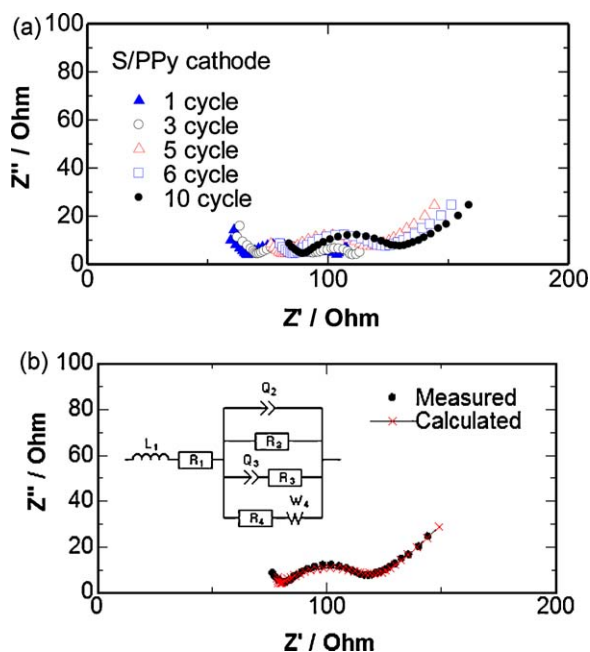 (a)
100
80
60
40
20
0
Z'' / Ohm
S/PPy cathode
1 cycle
3 cycle
5 cycle
6 cycle
10 cycle
0 100 200
Z' / Ohm
(b)
100
80
60
40
20
0
Z'' / Ohm
Measured
Calculated
Q2
L1 R1 R2
Q3 R3
R4 W4
0 100 200
Z' / Ohm